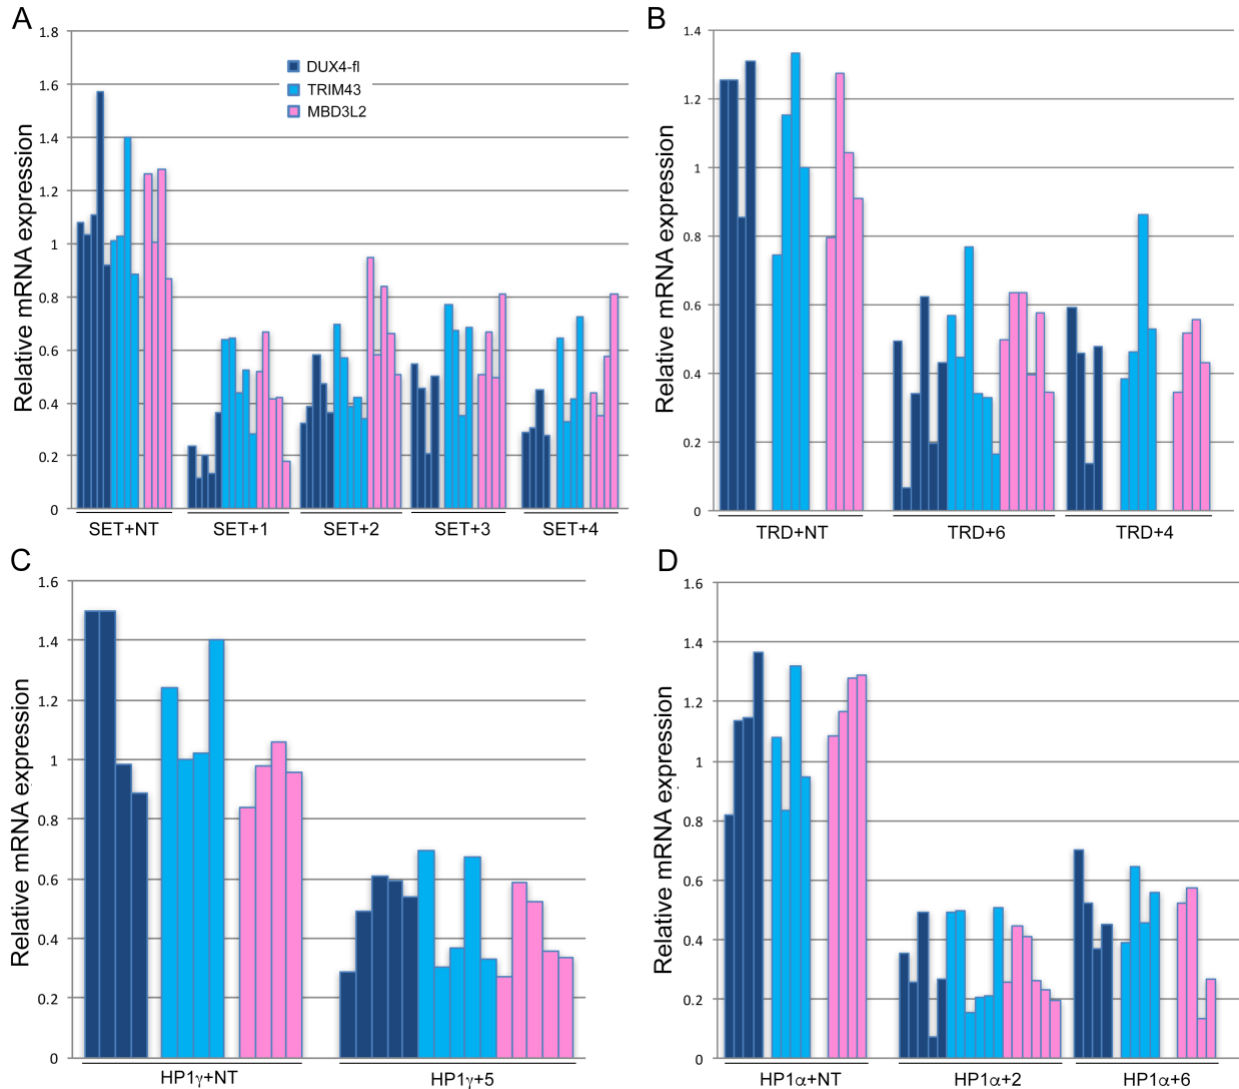 A
Relative mRNA expression
1.8
1.6
1.4
1.2
1
0.8
0.6
0.4
0.2
0
DUX4-fl
TRIM43
MBD3L2
SET+NT SET+1 SET+2 SET+3 SET+4
B
Relative mRNA expression
1.4
1.2
1
0.8
0.6
0.4
0.2
0
TRD+NT TRD+6 TRD+4
C
Relative mRNA expression
1.6
1.4
1.2
1
0.8
0.6
0.4
0.2
0
HP1γ+NT HP1γ+5
D
Relative mRNA expression
1.6
1.4
1.2
1
0.8
0.6
0.4
0.2
0
HP1α+NT HP1α+2 HP1α+6